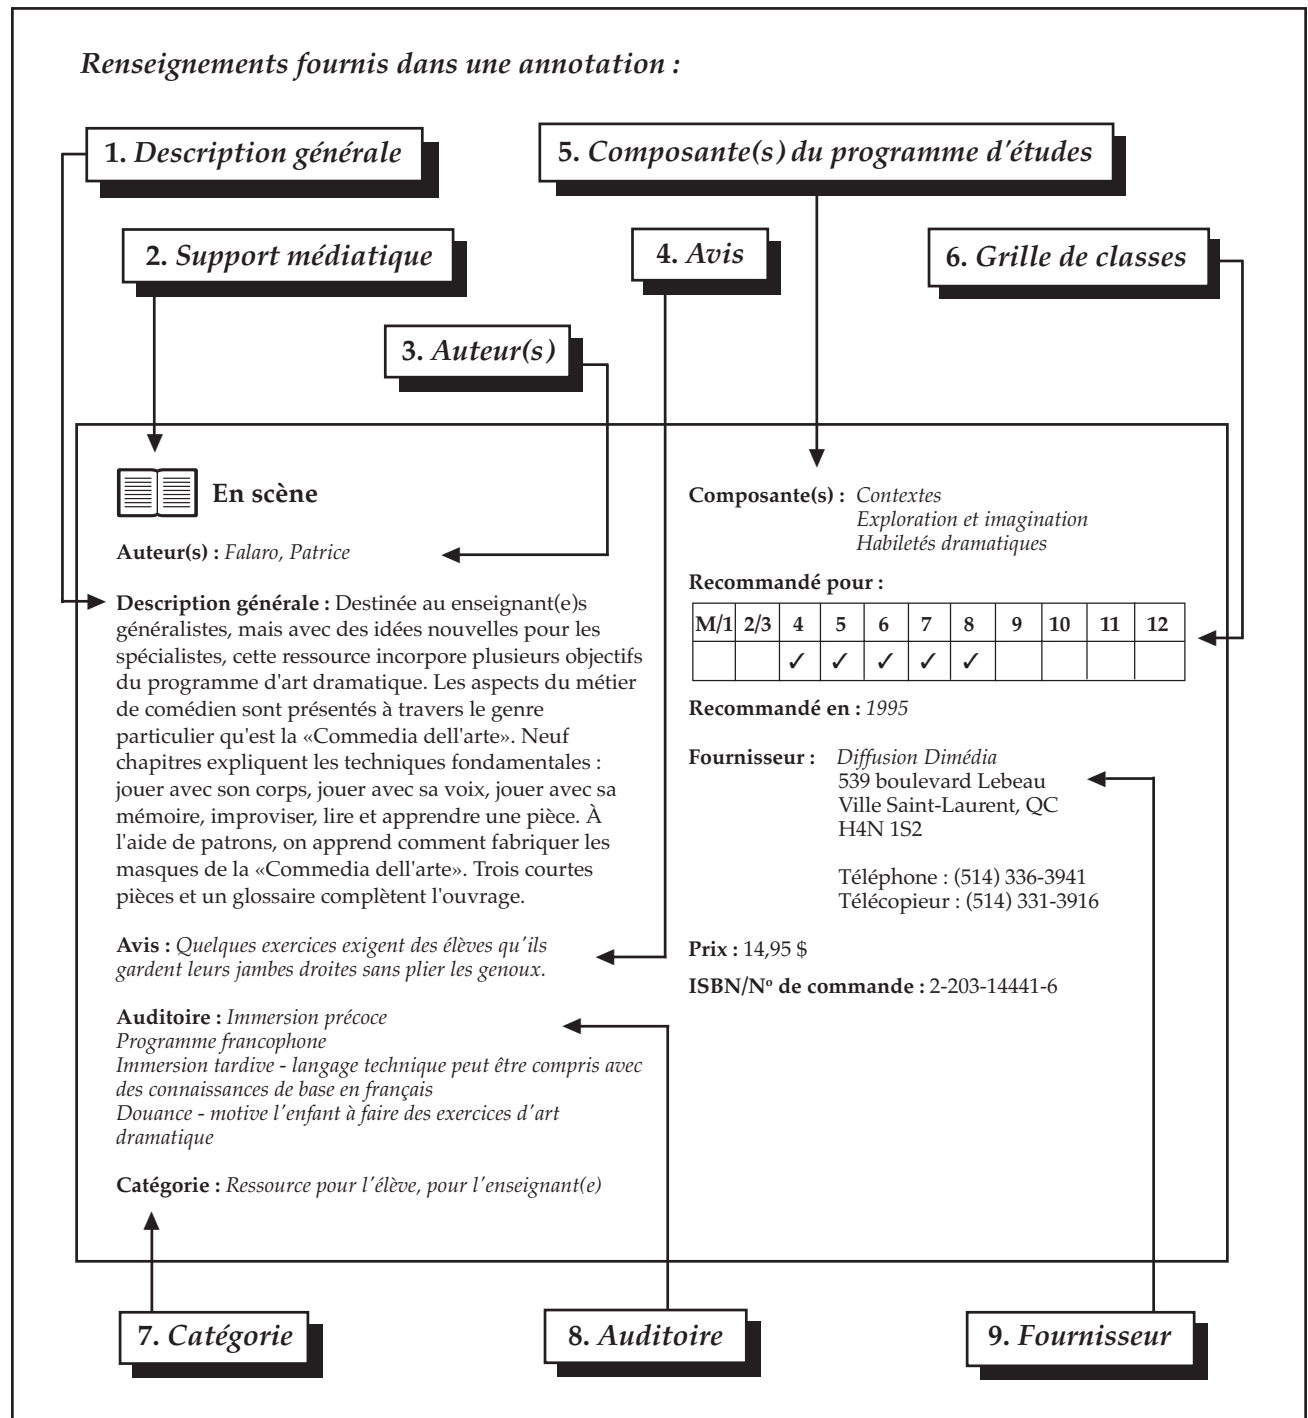 Renseignements fournis dans une annotation :
1. Description générale
5. Composante(s) du programme d'études
2. Support médiatique
4. Avis
6. Grille de classes
3. Auteur(s)
En scène
Auteur(s) : Falaro, Patrice
Description générale : Destinée au enseignant(e)s
généralistes, mais avec des idées nouvelles pour les
spécialistes, cette ressource incorpore plusieurs objectifs
du programme d'art dramatique. Les aspects du métier
de comédien sont présentés à travers le genre
particulier qu'est la «Commedia dell'arte». Neuf
chapitres expliquent les techniques fondamentales :
jouer avec son corps, jouer avec sa voix, jouer avec sa
mémoire, improviser, lire et apprendre une pièce. À
l'aide de patrons, on apprend comment fabriquer les
masques de la «Commedia dell'arte». Trois courtes
pièces et un glossaire complètent l'ouvrage.
Avis : Quelques exercices exigent des élèves qu'ils
gardent leurs jambes droites sans plier les genoux.
Auditoire : Immersion précoce
Programme francophone
Immersion tardive - langage technique peut être compris avec
des connaissances de base en français
Douance - motive l'enfant à faire des exercices d'art
dramatique
Catégorie : Ressource pour l'élève, pour l'enseignant(e)
Composante(s) : Contextes
Exploration et imagination
Habiletés dramatiques
Recommandé pour :
M/1 2/3 4 5 6 7 8 9 10 11 12
✓ ✓ ✓ ✓ ✓
Recommandé en : 1995
Fournisseur : Diffusion Dimédia
539 boulevard Lebeau
Ville Saint-Laurent, QC
H4N 1S2
Téléphone : (514) 336-3941
Télécopieur : (514) 331-3916
Prix : 14,95 $
ISBN/Nº de commande : 2-203-14441-6
7. Catégorie
8. Auditoire
9. Fournisseur